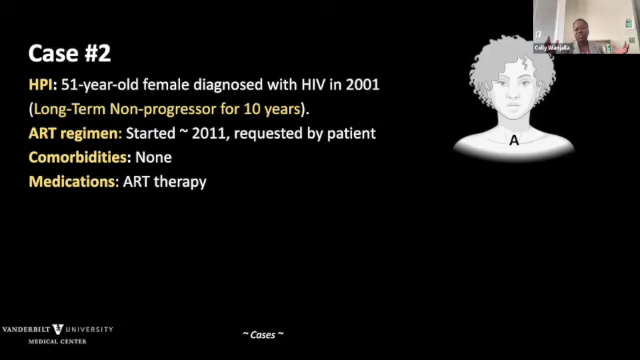 Celly Wanjalla
Case #2
HPI: 51-year-old female diagnosed with HIV in 2001
(Long-Term Non-progressor for 10 years).
ART regimen: Started ~ 2011, requested by patient
Comorbidities: None
Medications: ART therapy
A
VANDERBILT V UNIVERSITY
MEDICAL CENTER
~ Cases ~